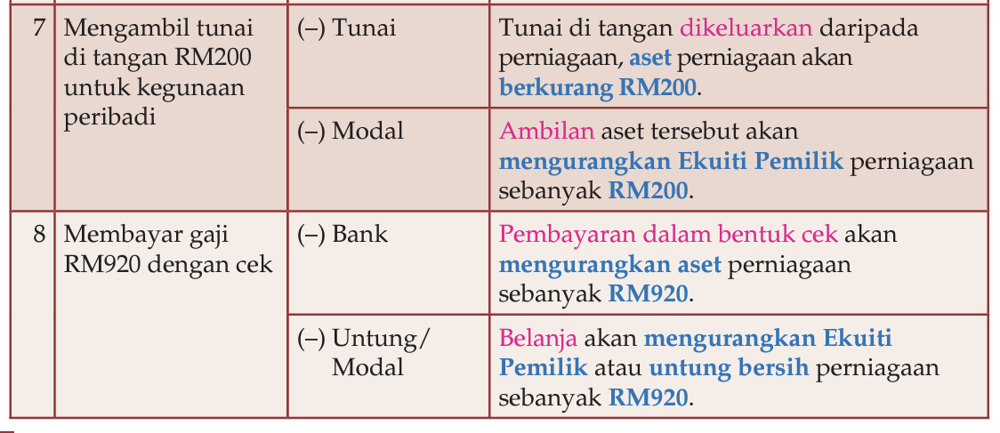 7 Mengambil tunai
di tangan RM200
untuk kegunaan
peribadi
(–) Tunai
Tunai di tangan dikeluarkan daripada
perniagaan, aset perniagaan akan
berkurang RM200.
(–) Modal
Ambilan aset tersebut akan
mengurangkan Ekuiti Pemilik perniagaan
sebanyak RM200.
8 Membayar gaji
RM920 dengan cek
(–) Bank
Pembayaran dalam bentuk cek akan
mengurangkan aset perniagaan
sebanyak RM920.
(–) Untung/
Modal
Belanja akan mengurangkan Ekuiti
Pemilik atau untung bersih perniagaan
sebanyak RM920.